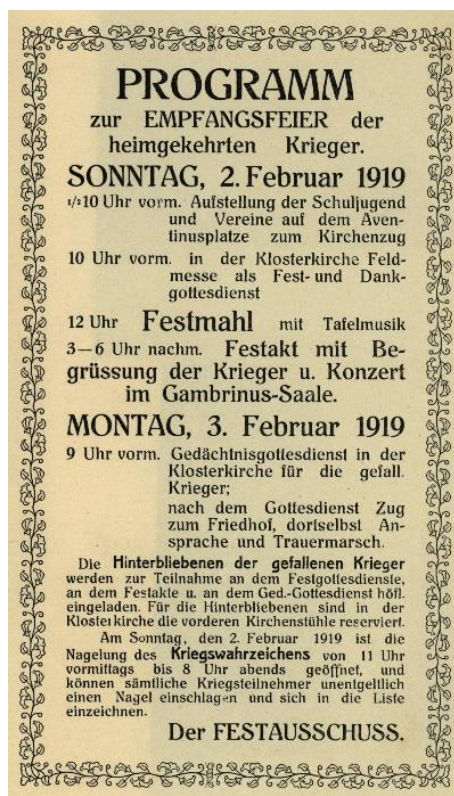 PROGRAMM
zur EMPFANGSFEIER der
heimgekehrten Krieger.
SONNTAG, 2. Februar 1919
1/2 10 Uhr vorm. Aufstellung der Schuljugend
und Vereine auf dem Aven-
tinusplatze zum Kirchenzug
10 Uhr vorm. in der Klosterkirche Feld-
messe als Fest- und Dank-
gottesdienst
12 Uhr Festmahl mit Tafelmusik
3—6 Uhr nachm. Festakt mit Be-
grüssung der Krieger u. Konzert
im Gambrinus-Saale.
MONTAG, 3. Februar 1919
9 Uhr vorm. Gedächtnisgottesdienst in der
Klosterkirche für die gefall.
Krieger;
nach dem Gottesdienst Zug
zum Friedhof, dortselbst An-
sprache und Trauermarsch.
Die Hinterbliebenen der gefallenen Krieger
werden zur Teilnahme an dem Festgottesdienste,
an dem Festakte u. an dem Ged.-Gottesdienst höfl.
eingeladen. Für die Hinterbliebenen sind in der
Klosterkirche die vorderen Kirchenstühle reserviert.
Am Sonntag, den 2. Februar 1919 ist die
Nagelung des Kriegswahrzeichens von 11 Uhr
vormittags bis 8 Uhr abends geöffnet, und
können sämtliche Kriegsteilnehmer unentgeltlich
einen Nagel einschlagen und sich in die Liste
einzeichnen.
Der FESTAUSSCHUSS.